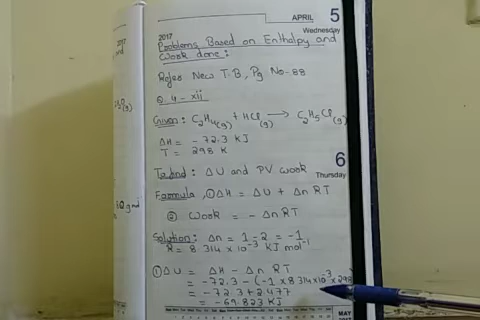 APRIL 5
2017 Wednesday
Problems Based on Enthalpy and
Work done:
New T.B, Pg No-88
Q. 4 - xii
Given: C₂H₄(g) + HCl(g) → C₂H₅Cl(g)
ΔH = -72.3 KJ
T = 298 K
6
Thursday
To find: ΔU and PV work
Formula, ① ΔH = ΔU + Δn RT
② Work = - Δn RT
Solution: Δn = 1 - 2 = -1
R = 8.314 × 10⁻³ KJ mol⁻¹
① ΔU = ΔH - Δn RT
= -72.3 - (-1 × 8.314×10⁻³ × 298
= -72.3 + 2.477
= -69.823 KJ
MAY